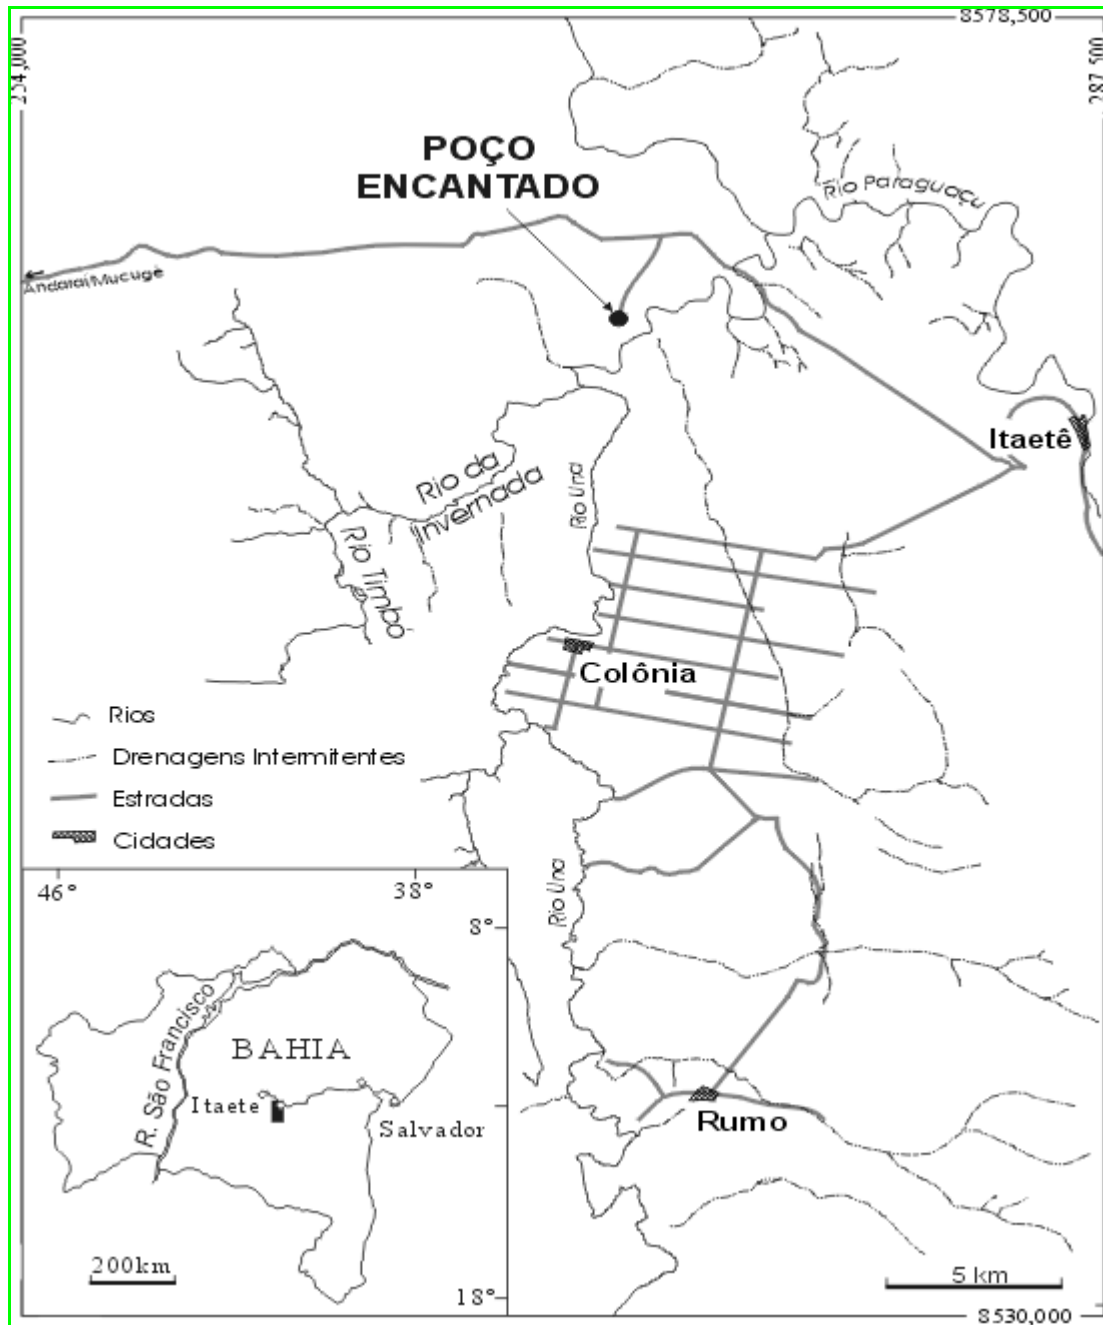 8578,500
254,000
287,500
POÇO
ENCANTADO
Rio Paraguaçu
Andaraí/Mucugê
Itaetê
Rio da
Invernada
Rio Una
Rio Timbo
Colônia
Rios
Drenagens Intermitentes
Estradas
Cidades
Rio Una
46°
38°
8°
R. São Francisco
BAHIA
Itaete
Salvador
Rumo
200km
18°
5 km
8530,000